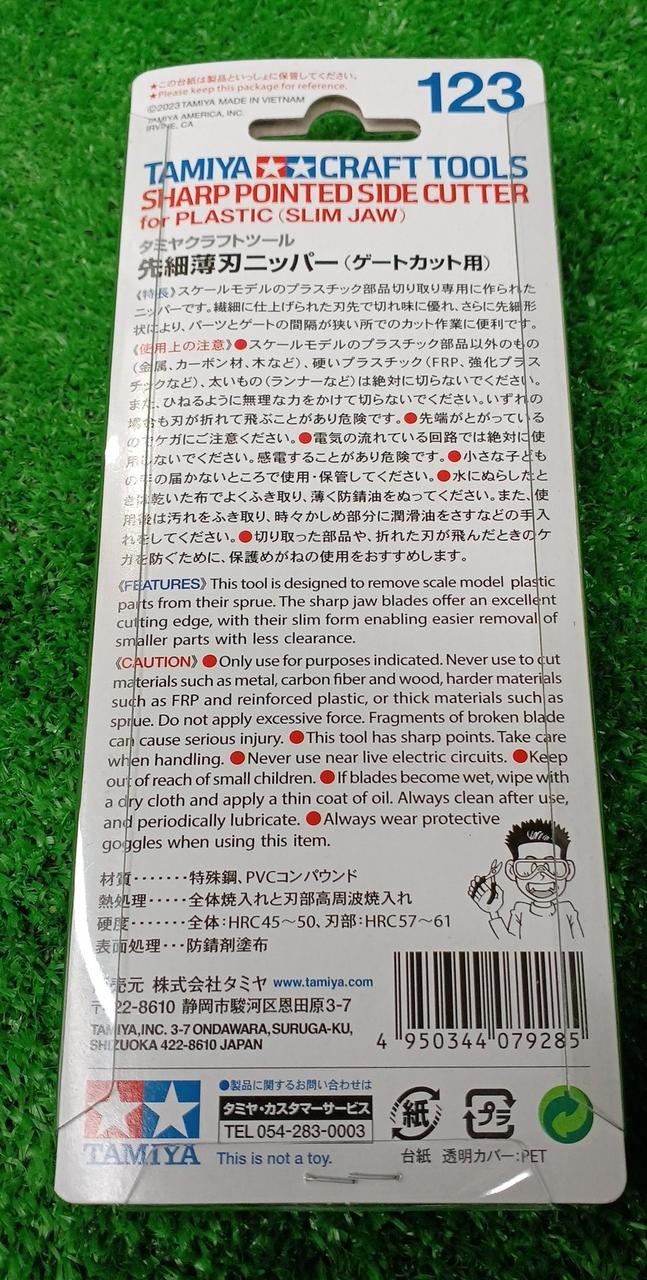 ★この台紙は製品といっしょに保管してください。
★Please keep this package for reference.
©2023 TAMIYA MADE IN VIETNAM
TAMIYA AMERICA, INC.
IRVINE, CA
123
TAMIYA CRAFT TOOLS
SHARP POINTED SIDE CUTTER
for PLASTIC (SLIM JAW)
タミヤクラフトツール
先細薄刃ニッパー(ゲートカット用)
《特長》スケールモデルのプラスチック部品切り取り専用に作られた
ニッパーです。繊細に仕上げられた刃先で切れ味に優れ、さらに先細形
状により、パーツとゲートの間隔が狭い所でのカット作業に便利です。
《使用上の注意》●スケールモデルのプラスチック部品以外のもの
(金属、カーボン材、木など)、硬いプラスチック(FRP、強化プラス
チックなど)、太いもの(ランナーなど)は絶対に切らないでください。
また、ひねるように無理な力をかけて切らないでください。いずれの
場合も刃が折れて飛ぶことがあり危険です。●先端がとがっている
のでケガにご注意ください。●電気の流れている回路では絶対に使
用しないでください。感電することがあり危険です。●小さな子ども
の手の届かないところで使用・保管してください。●水にぬらしたと
きは乾いた布でよくふき取り、薄く防錆油をぬってください。また、使
用後は汚れをふき取り、時々かしめ部分に潤滑油をさすなどの手入
れをしてください。●切り取った部品や、折れた刃が飛んだときのケ
ガを防ぐために、保護めがねの使用をおすすめします。
《FEATURES》This tool is designed to remove scale model plastic
parts from their sprue. The sharp jaw blades offer an excellent
cutting edge, with their slim form enabling easier removal of
smaller parts with less clearance.
《CAUTION》●Only use for purposes indicated. Never use to cut
materials such as metal, carbon fiber and wood, harder materials
such as FRP and reinforced plastic, or thick materials such as
sprue. Do not apply excessive force. Fragments of broken blade
can cause serious injury. ●This tool has sharp points. Take care
when handling. ●Never use near live electric circuits. ●Keep
out of reach of small children. ●If blades become wet, wipe with
a dry cloth and apply a thin coat of oil. Always clean after use,
and periodically lubricate. ●Always wear protective
goggles when using this item.
材質・・・・・・・特殊鋼、PVCコンパウンド
熱処理・・・・・全体焼入れと刃部高周波焼入れ
硬度・・・・・・・全体：HRC45〜50、刃部：HRC57〜61
表面処理・・・防錆剤塗布
売元 株式会社タミヤ www.tamiya.com
〒422-8610 静岡市駿河区恩田原3-7
TAMIYA, INC. 3-7 ONDAWARA, SURUGA-KU,
SHIZUOKA 422-8610 JAPAN
4 950344 079285
●製品に関するお問い合わせは
タミヤ・カスタマーサービス
TEL 054-283-0003
TAMIYA
This is not a toy.
紙
プラ
台紙 透明カバー：PET